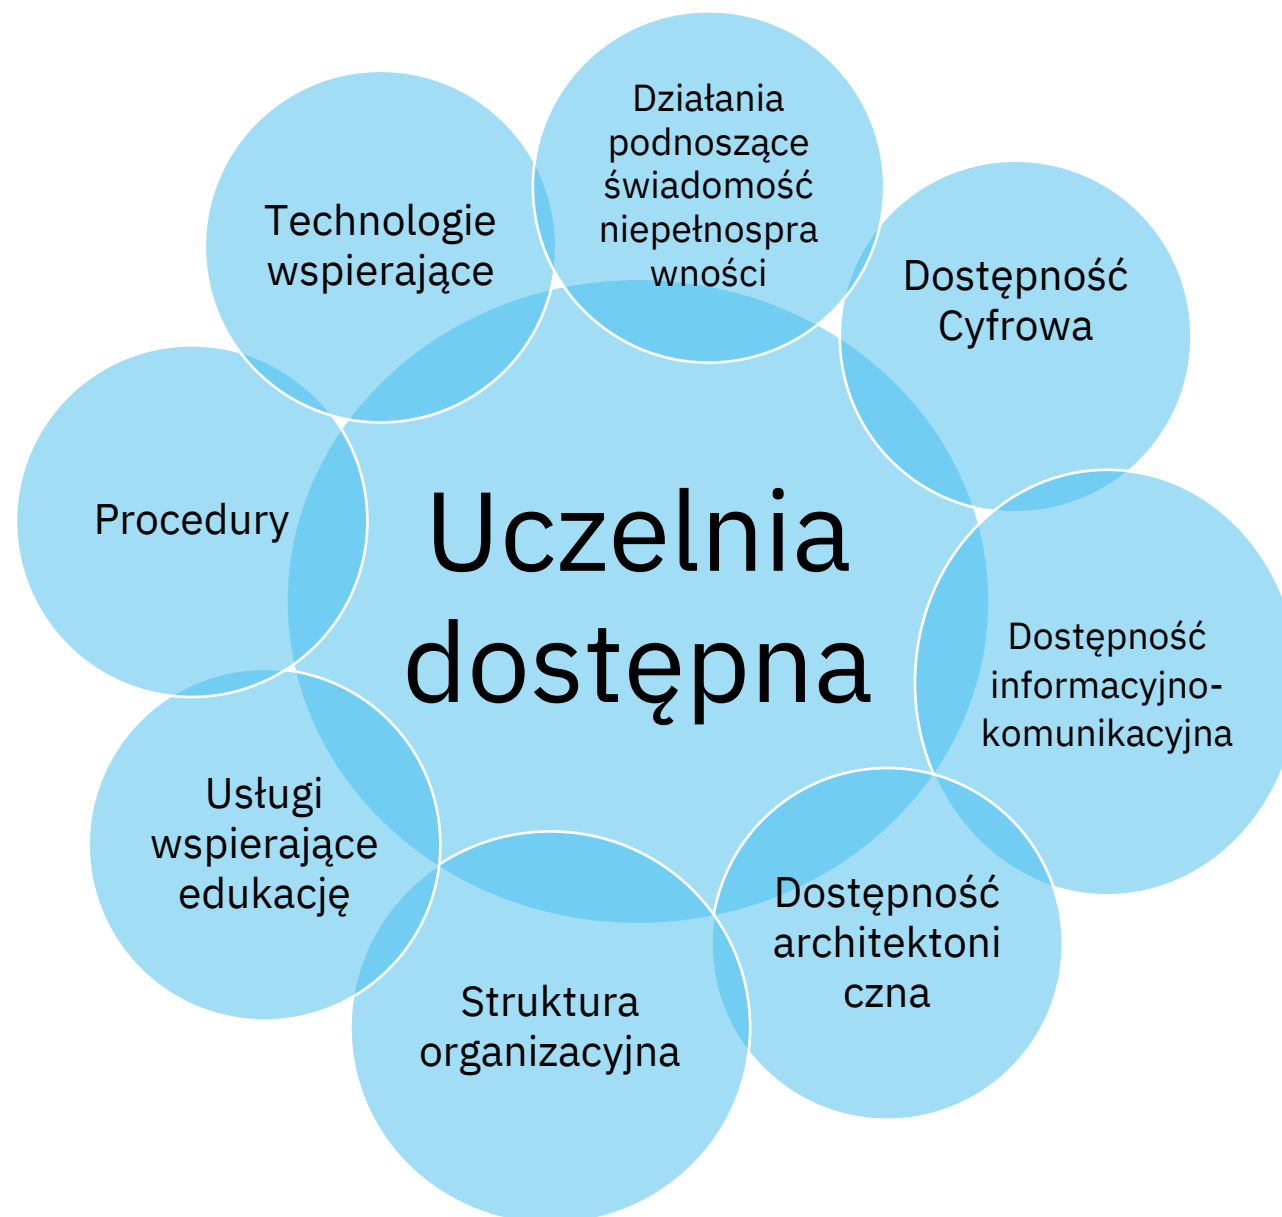 Działania
podnoszące
świadomość
niepełnospra
wności
Technologie
wspierające
Dostępność
Cyfrowa
Procedury
Uczelnia
dostępna
Dostępność
informacyjno-
komunikacyjna
Usługi
wspierające
edukację
Dostępność
architektoni
czna
Struktura
organizacyjna